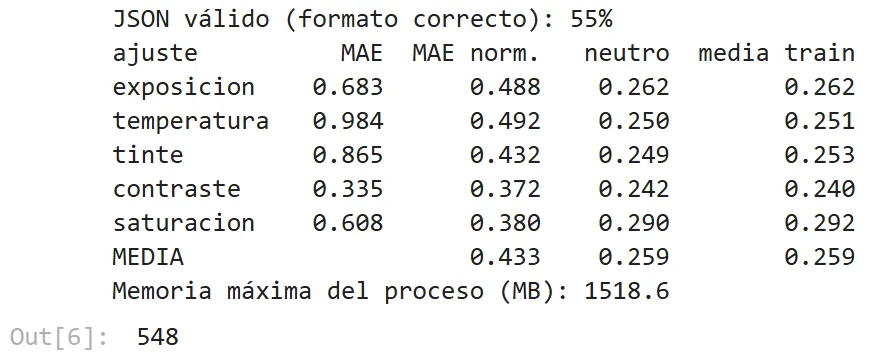 JSON válido (formato correcto): 55%
ajuste MAE MAE norm. neutro media train
exposicion 0.683 0.488 0.262 0.262
temperatura 0.984 0.492 0.250 0.251
tinte 0.865 0.432 0.249 0.253
contraste 0.335 0.372 0.242 0.240
saturacion 0.608 0.380 0.290 0.292
MEDIA 0.433 0.259 0.259
Memoria máxima del proceso (MB): 1518.6
Out[6]: 548